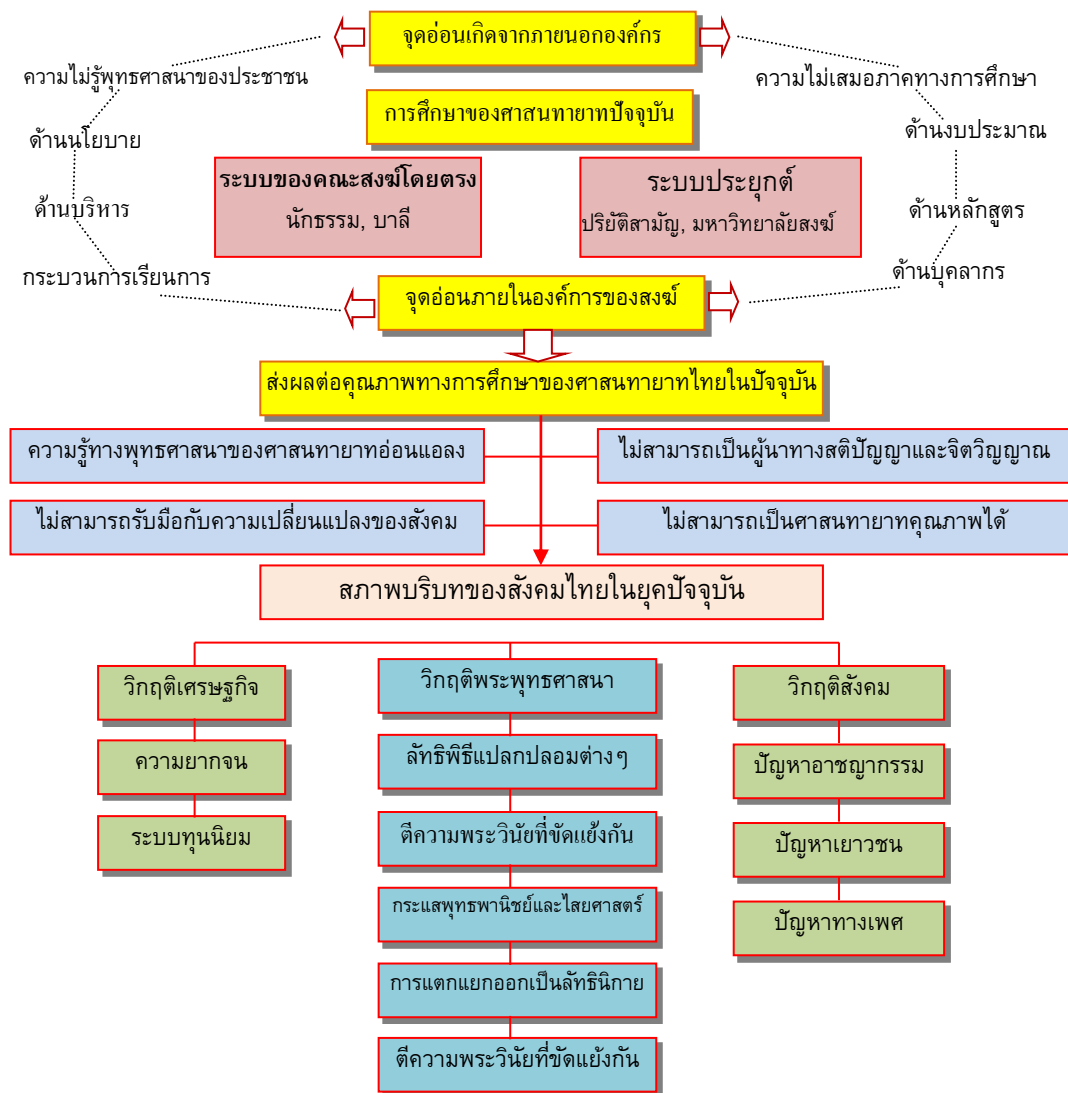 จุดอ่อนเกิดจากภายนอกองค์กร
ความไม่รู้พุทธศาสนาของประชาชน
ความไม่เสมอภาคทางการศึกษา
การศึกษาของศาสนทายาทปัจจุบัน
ด้านนโยบาย
ด้านงบประมาณ
ระบบของคณะสงฆ์โดยตรง
นักธรรม, บาลี
ระบบประยุกต์
ปริยัติสามัญ, มหาวิทยาลัยสงฆ์
ด้านบริหาร
ด้านหลักสูตร
กระบวนการเรียนการ
ด้านบุคลากร
จุดอ่อนภายในองค์การของสงฆ์
ส่งผลต่อคุณภาพทางการศึกษาของศาสนทายาทไทยในปัจจุบัน
ความรู้ทางพุทธศาสนาของศาสนทายาทอ่อนแอลง
ไม่สามารถเป็นผู้นาทางสติปัญญาและจิตวิญญาณ
ไม่สามารถรับมือกับความเปลี่ยนแปลงของสังคม
ไม่สามารถเป็นศาสนทายาทคุณภาพได้
สภาพบริบทของสังคมไทยในยุคปัจจุบัน
วิกฤติเศรษฐกิจ
ความยากจน
ระบบทุนนิยม
วิกฤติพระพุทธศาสนา
ลัทธิพิธีแปลกปลอมต่างๆ
ตีความพระวินัยที่ขัดแย้งกัน
กระแสพุทธพานิชย์และไสยศาสตร์
การแตกแยกออกเป็นลัทธินิกาย
ตีความพระวินัยที่ขัดแย้งกัน
วิกฤติสังคม
ปัญหาอาชญากรรม
ปัญหาเยาวชน
ปัญหาทางเพศ